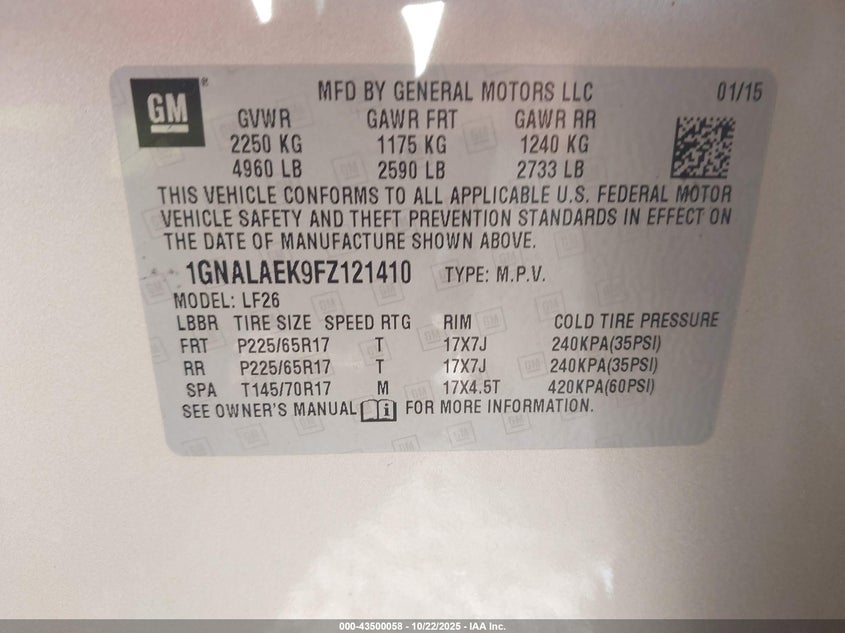 GM ® MFD BY GENERAL MOTORS LLC 01/15
GVWR GAWR FRT GAWR RR
2250 KG 1175 KG 1240 KG
4960 LB 2590 LB 2733 LB
THIS VEHICLE CONFORMS TO ALL APPLICABLE U.S. FEDERAL MOTOR
VEHICLE SAFETY AND THEFT PREVENTION STANDARDS IN EFFECT ON
THE DATE OF MANUFACTURE SHOWN ABOVE.
1GNALAEK9FZ121410 TYPE: M.P.V.
MODEL: LF26
LBBR TIRE SIZE SPEED RTG RIM COLD TIRE PRESSURE
FRT P225/65R17 T 17X7J 240KPA(35PSI)
RR P225/65R17 T 17X7J 240KPA(35PSI)
SPA T145/70R17 M 17X4.5T 420KPA(60PSI)
SEE OWNER'S MANUAL FOR MORE INFORMATION.
000-43500058 - 10/22/2025 - IAA Inc.